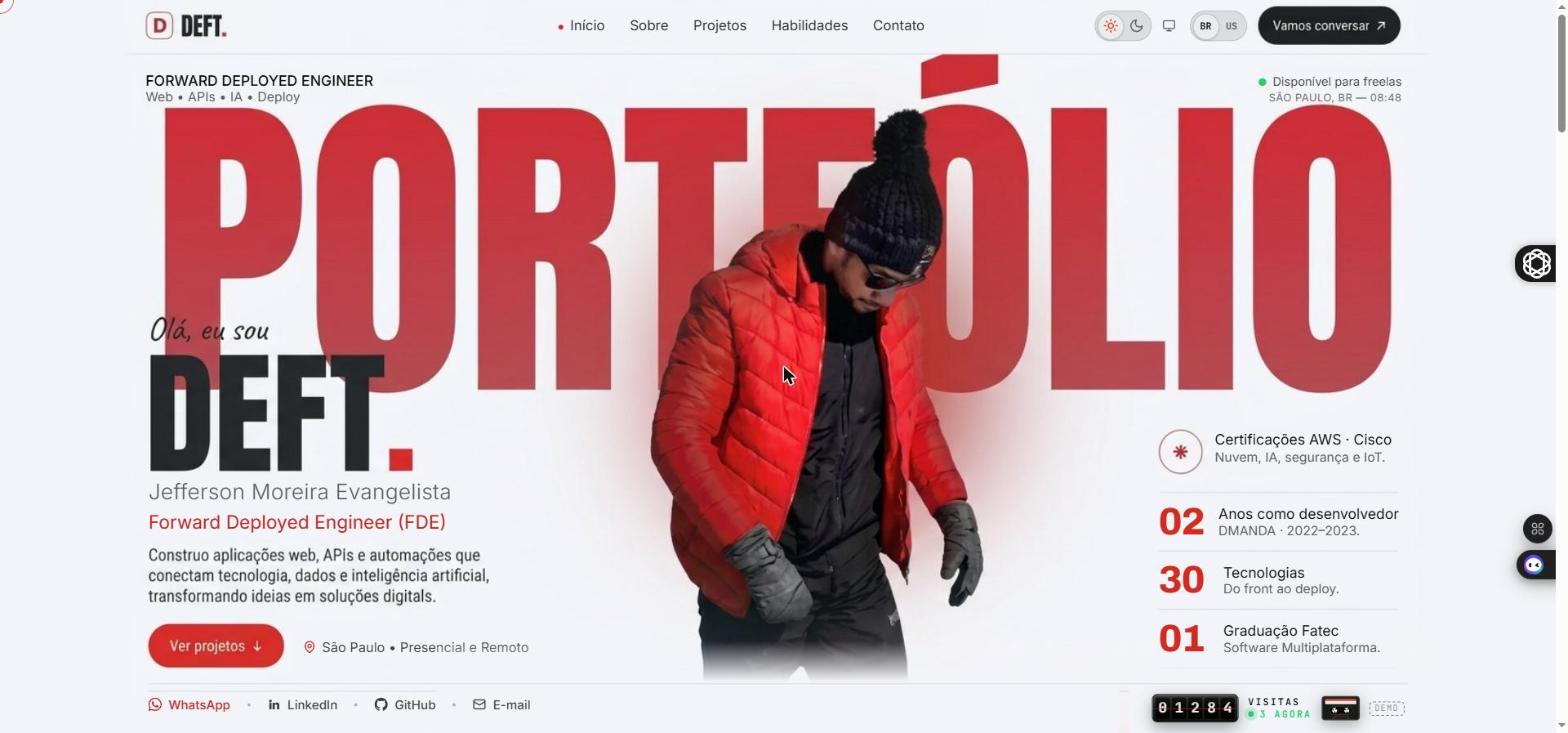 D DEFT.
Início Sobre Projetos Habilidades Contato
BR US
Vamos conversar ↗
FORWARD DEPLOYED ENGINEER
Web • APIs • IA • Deploy
Disponível para freelas
SÃO PAULO, BR — 08:48
PORTFÓLIO
Olá, eu sou
DEFT.
Jefferson Moreira Evangelista
Forward Deployed Engineer (FDE)
Construo aplicações web, APIs e automações que
conectam tecnologia, dados e inteligência artificial,
transformando ideias em soluções digitais.
Ver projetos ↓
São Paulo • Presencial e Remoto
Certificações AWS · Cisco
Nuvem, IA, segurança e IoT.
02 Anos como desenvolvedor
DMANDA · 2022–2023.
30 Tecnologias
Do front ao deploy.
01 Graduação Fatec
Software Multiplataforma.
WhatsApp • LinkedIn • GitHub • E-mail
01284 VISITAS
3 AGORA
DEMO